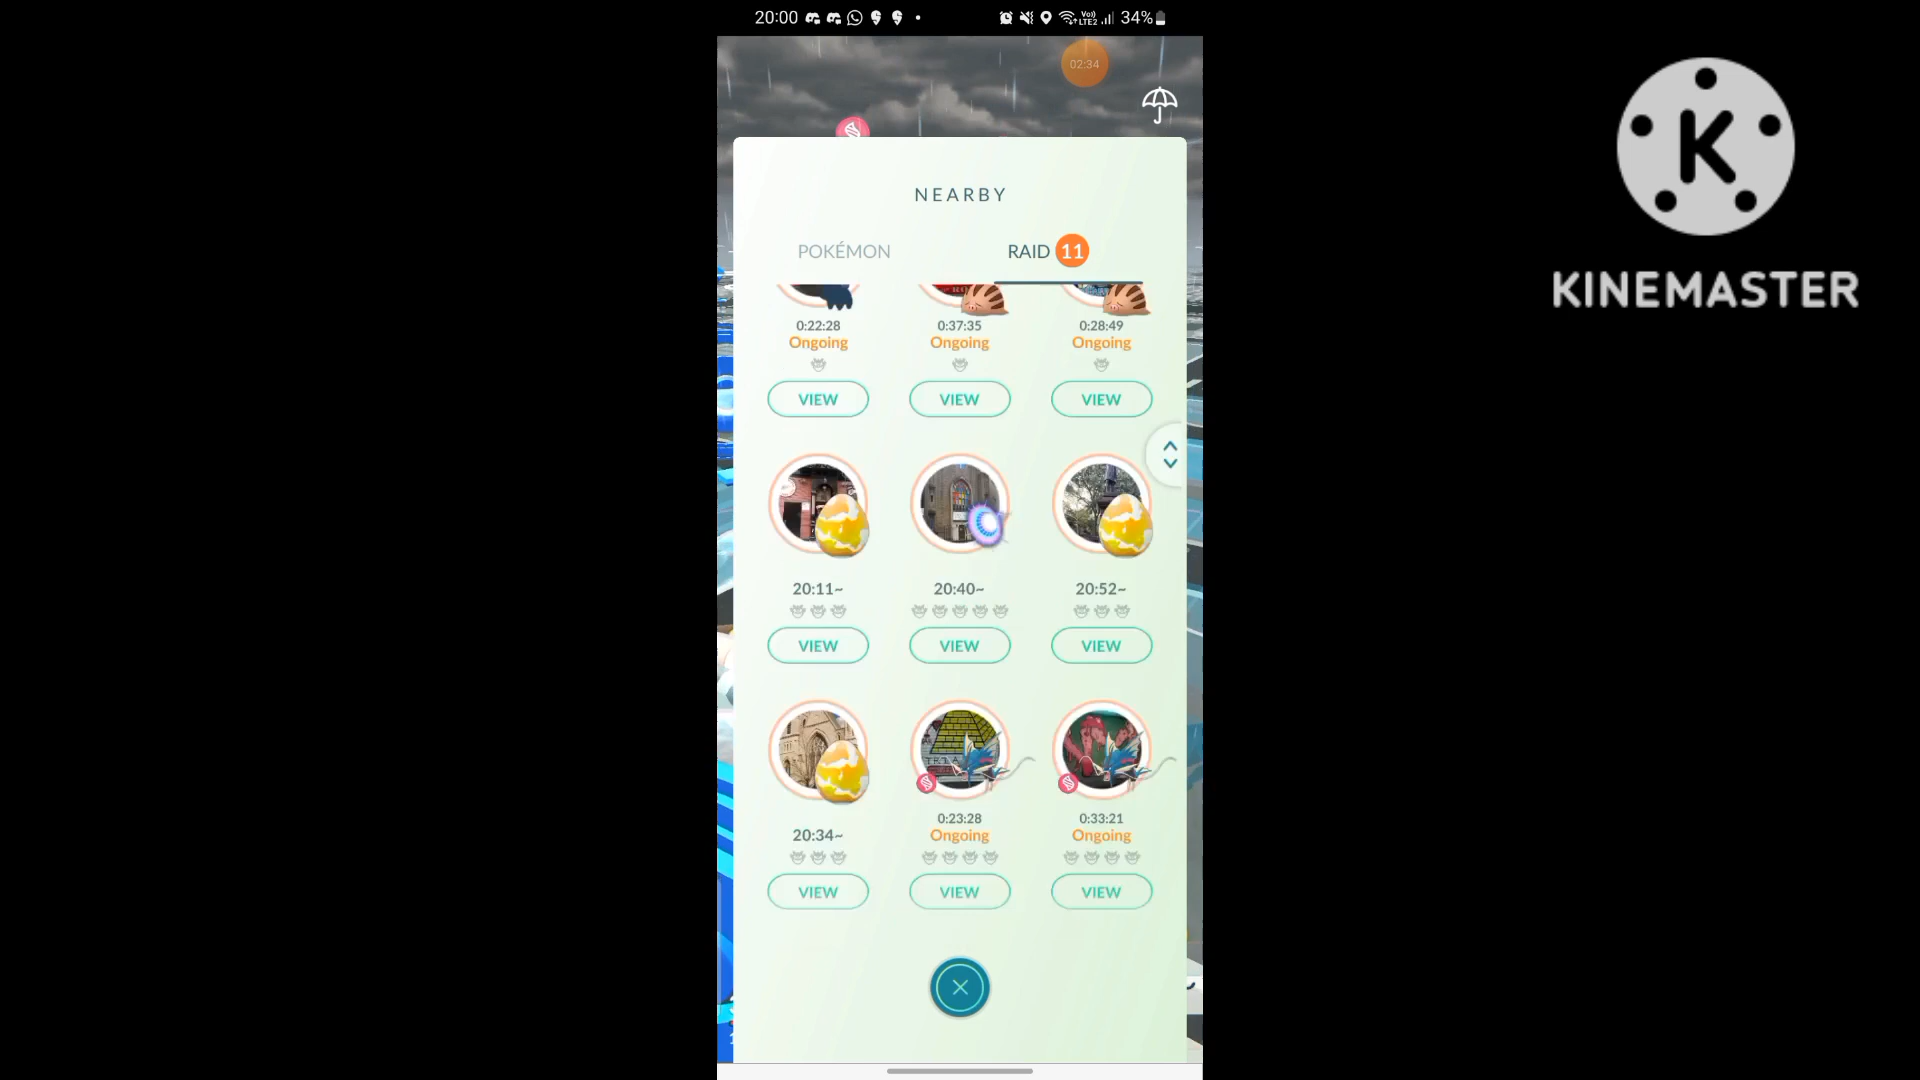 20:00
Vo)) LTE2 34%
02:34
NEARBY
POKÉMON RAID 11
0:22:28 0:37:35 0:28:49
Ongoing Ongoing Ongoing
VIEW VIEW VIEW
20:11~ 20:40~ 20:52~
VIEW VIEW VIEW
20:34~ 0:23:28 0:33:21
Ongoing Ongoing
VIEW VIEW VIEW
K
KINEMASTER